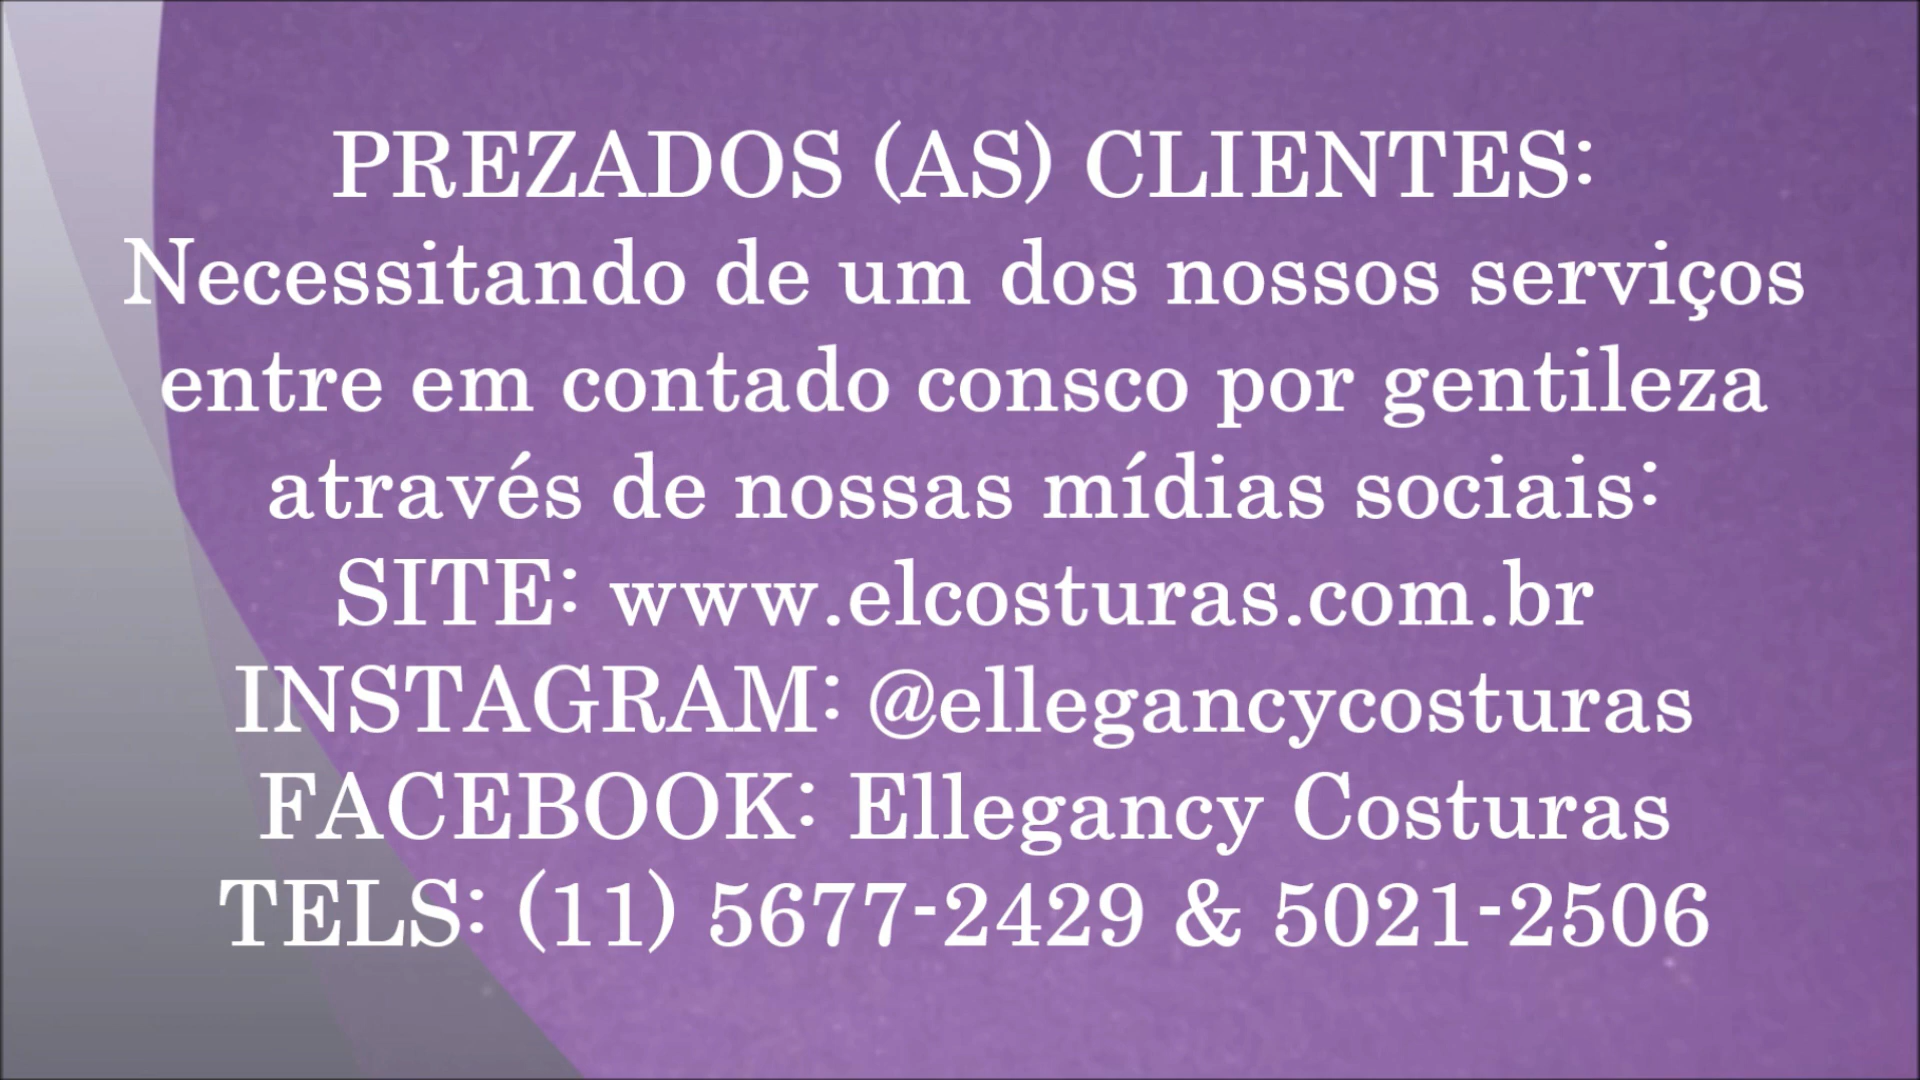 PREZADOS (AS) CLIENTES:
Necessitando de um dos nossos serviços
entre em contado consco por gentileza
através de nossas mídias sociais:
SITE: www.elcosturas.com.br
INSTAGRAM: @ellegancycosturas
FACEBOOK: Ellegancy Costuras
TELS: (11) 5677-2429 & 5021-2506